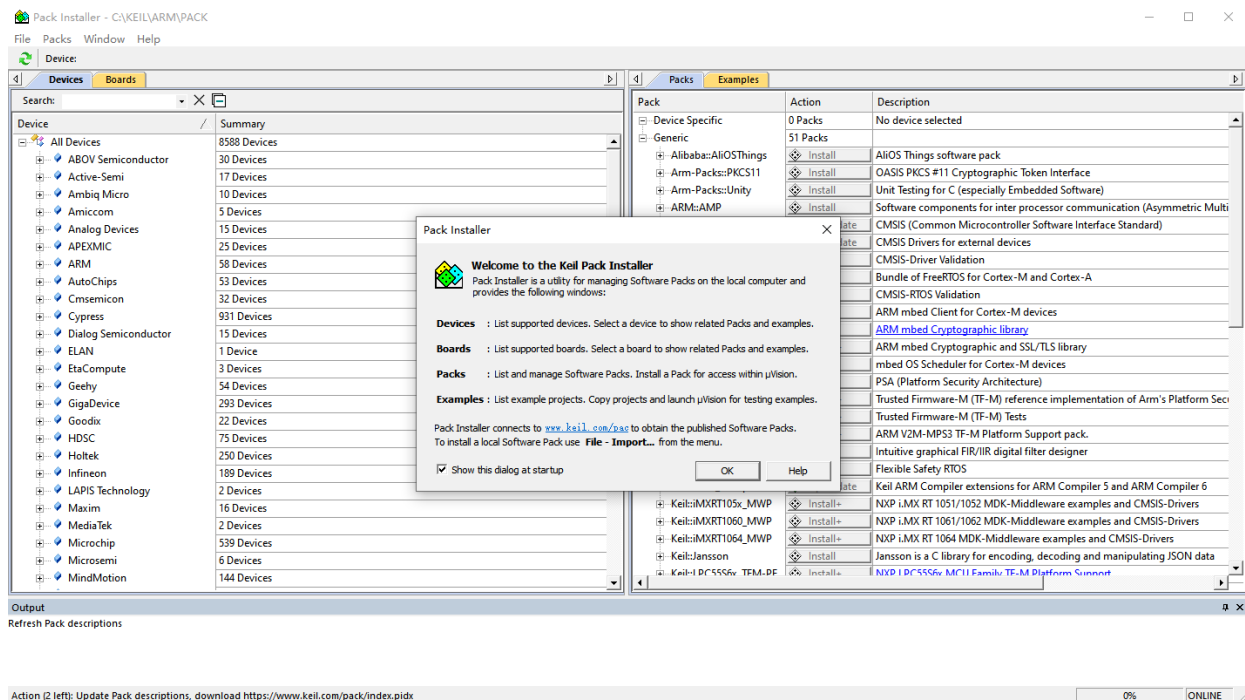 Pack Installer - C:\KEIL\ARM\PACK
File Packs Window Help
Device:
Devices Boards
Search:
Device / Summary
All Devices 8588 Devices
ABOV Semiconductor 30 Devices
Active-Semi 17 Devices
Ambiq Micro 10 Devices
Amiccom 5 Devices
Analog Devices 15 Devices
APEXMIC 25 Devices
ARM 58 Devices
AutoChips 53 Devices
Cmsemicon 32 Devices
Cypress 931 Devices
Dialog Semiconductor 15 Devices
ELAN 1 Device
EtaCompute 3 Devices
Geehy 54 Devices
GigaDevice 293 Devices
Goodix 22 Devices
HDSC 75 Devices
Holtek 250 Devices
Infineon 189 Devices
LAPIS Technology 2 Devices
Maxim 16 Devices
MediaTek 2 Devices
Microchip 539 Devices
Microsemi 6 Devices
MindMotion 144 Devices
Packs Examples
Pack Action Description
Device Specific 0 Packs No device selected
Generic 51 Packs
Alibaba::AliOSThings Install AliOS Things software pack
Arm-Packs::PKCS11 Install OASIS PKCS #11 Cryptographic Token Interface
Arm-Packs::Unity Install Unit Testing for C (especially Embedded Software)
ARM::AMP Install Software components for inter processor communication (Asymmetric Multi
ate CMSIS (Common Microcontroller Software Interface Standard)
ate CMSIS Drivers for external devices
CMSIS-Driver Validation
Bundle of FreeRTOS for Cortex-M and Cortex-A
CMSIS-RTOS Validation
ARM mbed Client for Cortex-M devices
ARM mbed Cryptographic library
ARM mbed Cryptographic and SSL/TLS library
mbed OS Scheduler for Cortex-M devices
PSA (Platform Security Architecture)
Trusted Firmware-M (TF-M) reference implementation of Arm's Platform Secu
Trusted Firmware-M (TF-M) Tests
ARM V2M-MPS3 TF-M Platform Support pack.
Intuitive graphical FIR/IIR digital filter designer
Flexible Safety RTOS
ate Keil ARM Compiler extensions for ARM Compiler 5 and ARM Compiler 6
Keil::iMXRT105x_MWP Install+ NXP i.MX RT 1051/1052 MDK-Middleware examples and CMSIS-Drivers
Keil::iMXRT1060_MWP Install+ NXP i.MX RT 1061/1062 MDK-Middleware examples and CMSIS-Drivers
Keil::iMXRT1064_MWP Install+ NXP i.MX RT 1064 MDK-Middleware examples and CMSIS-Drivers
Keil::Jansson Install Jansson is a C library for encoding, decoding and manipulating JSON data
Keil::LPC55S6x_TFM-PF Install+ NXP LPC55S6x MCU Family TF-M Platform Support
Pack Installer
Welcome to the Keil Pack Installer
Pack Installer is a utility for managing Software Packs on the local computer and
provides the following windows:
Devices : List supported devices. Select a device to show related Packs and examples.
Boards : List supported boards. Select a board to show related Packs and examples.
Packs : List and manage Software Packs. Install a Pack for access within µVision.
Examples : List example projects. Copy projects and launch µVision for testing examples.
Pack Installer connects to www.keil.com/pac to obtain the published Software Packs.
To install a local Software Pack use File - Import... from the menu.
Show this dialog at startup OK Help
Output
Refresh Pack descriptions
Action (2 left): Update Pack descriptions, download https://www.keil.com/pack/index.pidx 0% ONLINE